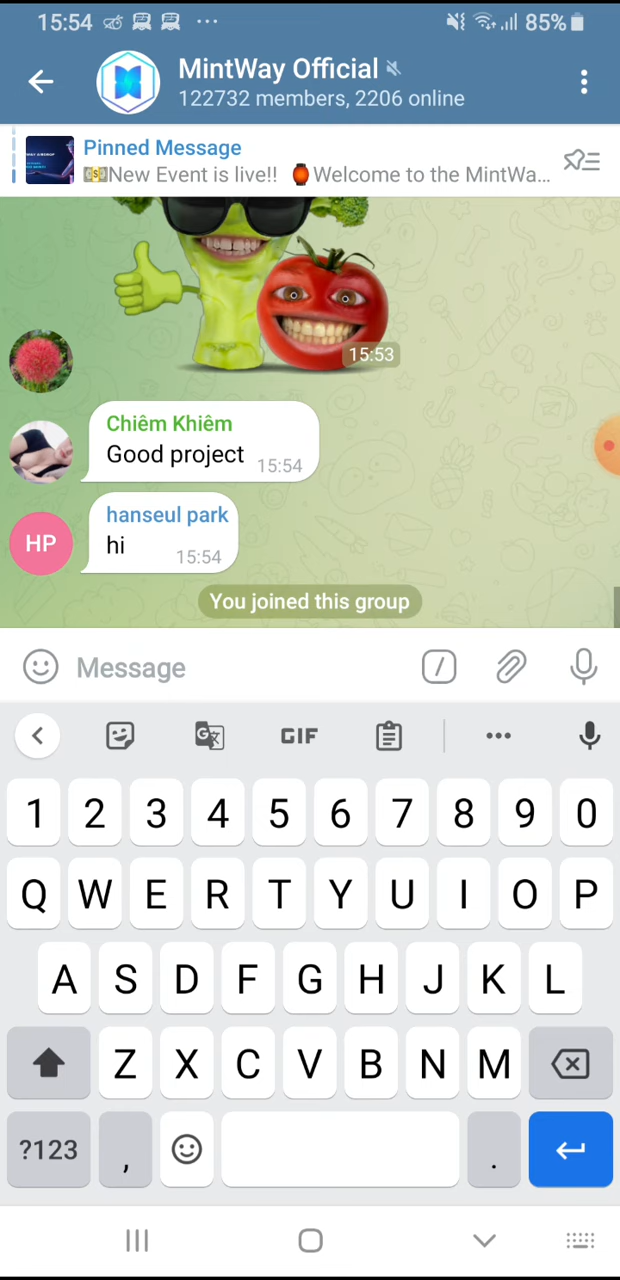 15:54 ... 85%
MintWay Official
122732 members, 2206 online
Pinned Message
💵New Event is live!! 🏮Welcome to the MintWa...
15:53
Chiêm Khiêm
Good project 15:54
HP
hanseul park
hi 15:54
You joined this group
Message
GIF
1 2 3 4 5 6 7 8 9 0
Q W E R T Y U I O P
A S D F G H J K L
Z X C V B N M
?123 , .